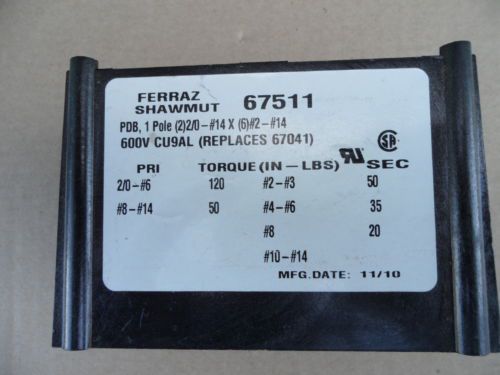 FERRAZ SHAWMUT 67511
PDB, 1 Pole (2)2/0-#14 X (6)#2-#14
600V CU9AL (REPLACES 67041)
PRI TORQUE (IN-LBS) SEC
2/0-#6 120 #2-#3 50
#8-#14 50 #4-#6 35
#8 20
#10-#14
MFG.DATE: 11/10